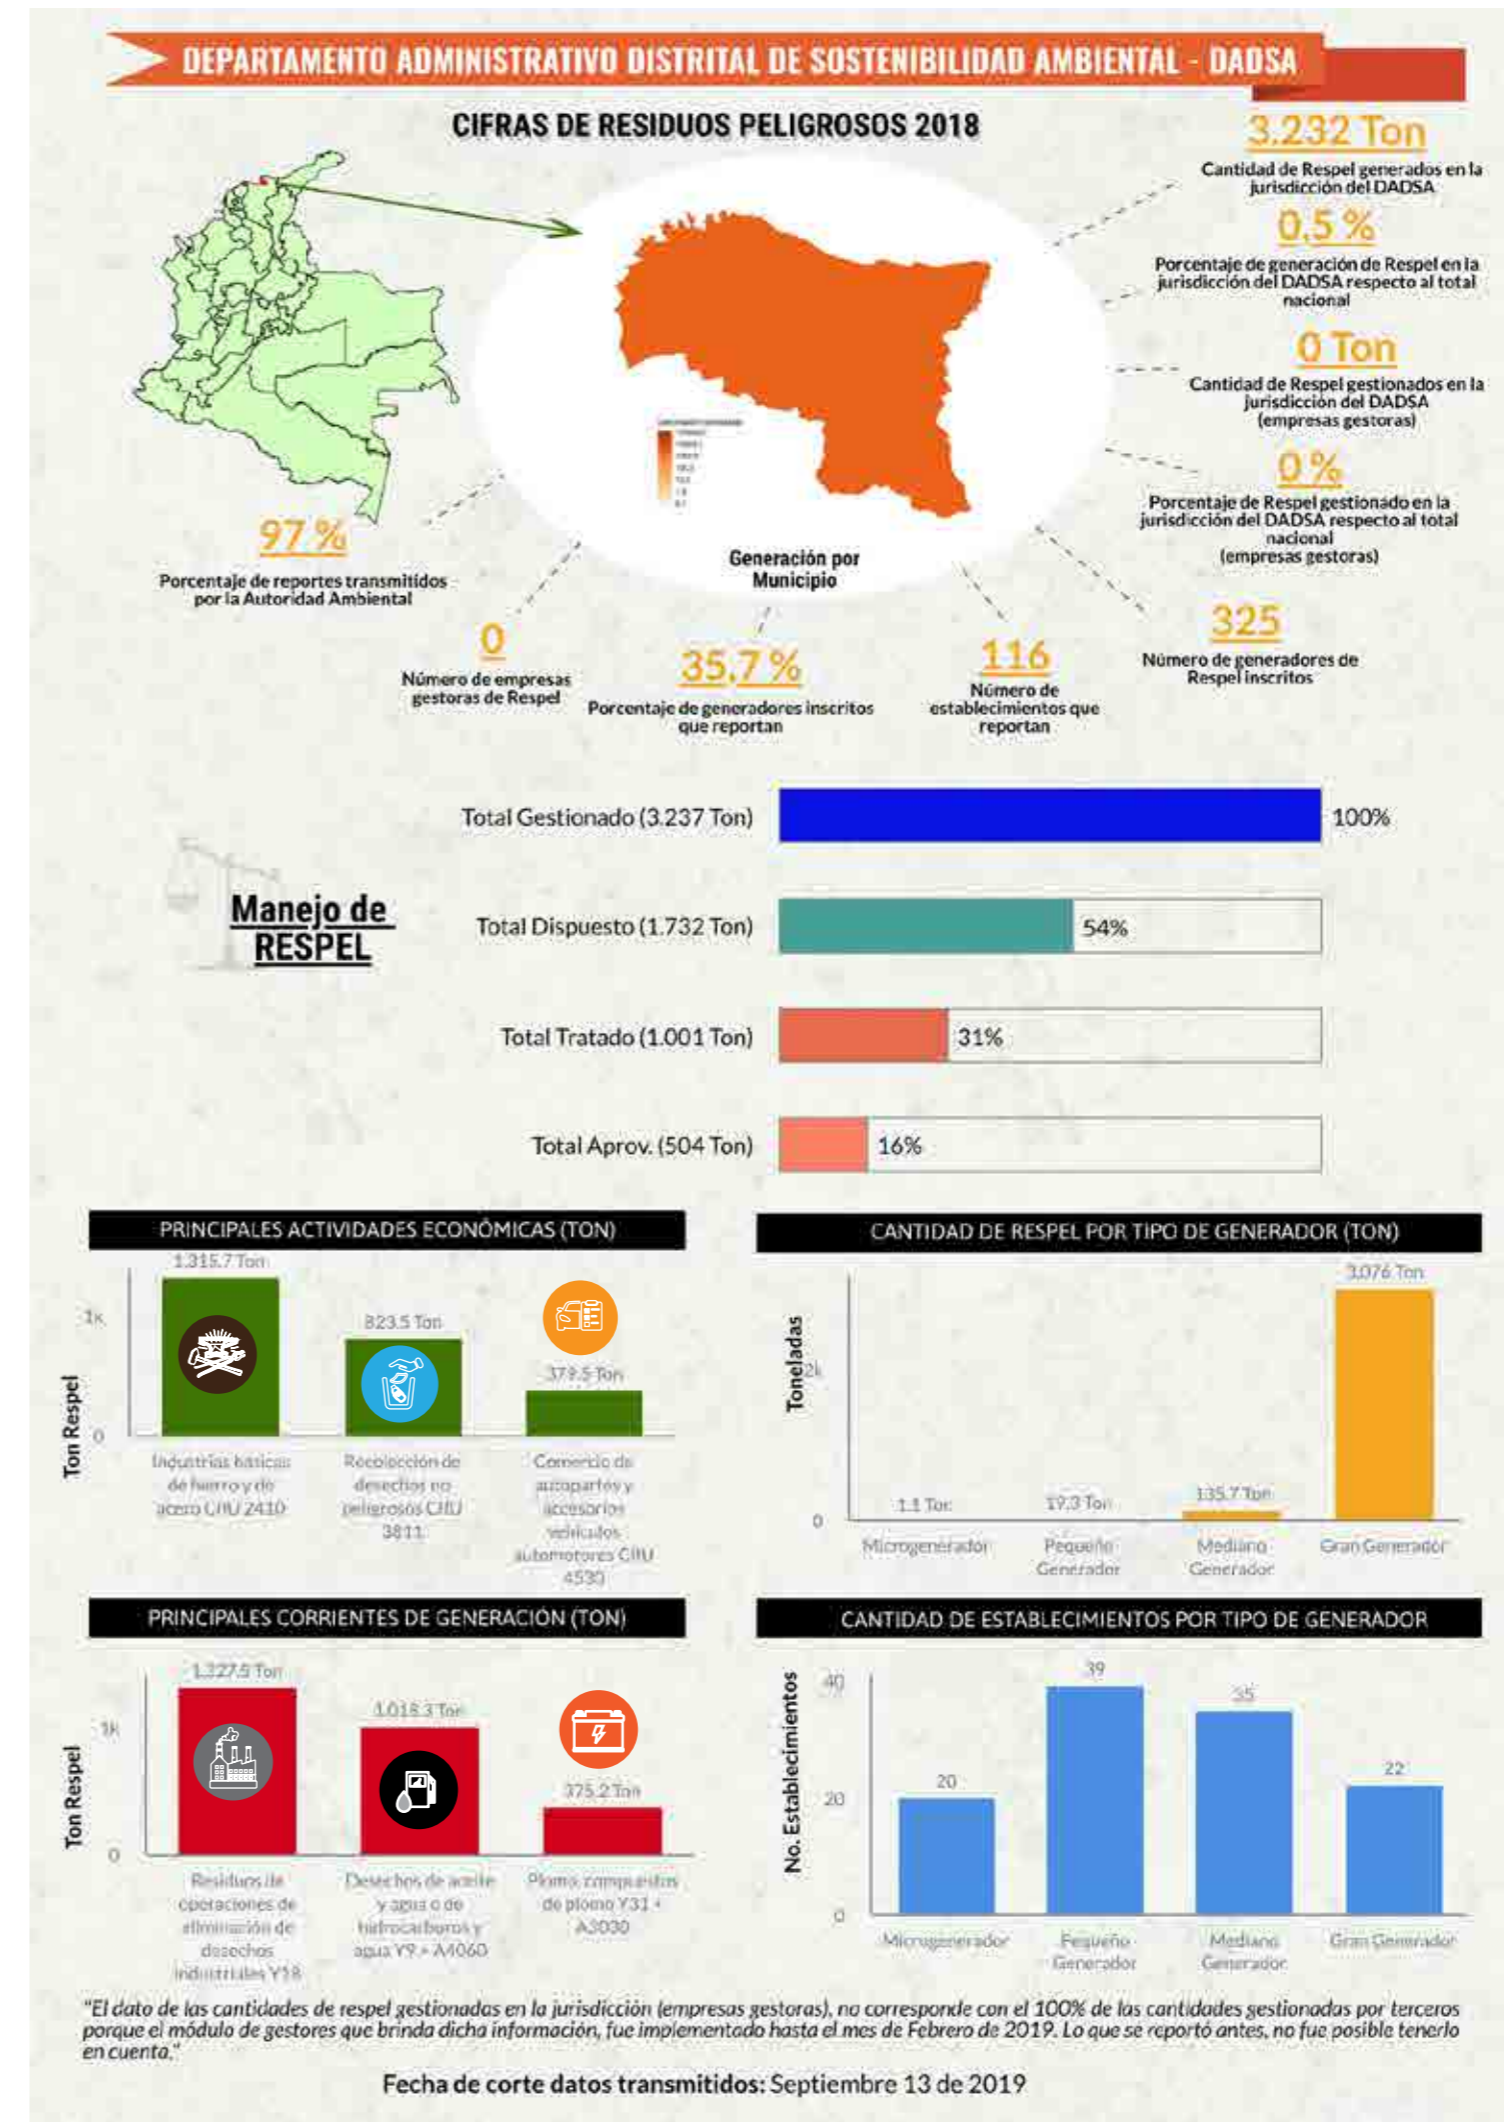 DEPARTAMENTO ADMINISTRATIVO DISTRITAL DE SOSTENIBILIDAD AMBIENTAL - DADSA
CIFRAS DE RESIDUOS PELIGROSOS 2018
3.232 Ton
Cantidad de Respel generados en la
jurisdicción del DADSA
0,5 %
Porcentaje de generación de Respel en la
jurisdicción del DADSA respecto al total
nacional
0 Ton
Cantidad de Respel gestionados en la
jurisdicción del DADSA
(empresas gestoras)
0 %
Porcentaje de Respel gestionado en la
jurisdicción del DADSA respecto al total
nacional
(empresas gestoras)
97 %
Porcentaje de reportes transmitidos
por la Autoridad Ambiental
Generación por
Municipio
0
Número de empresas
gestoras de Respel
35,7 %
Porcentaje de generadores inscritos
que reportan
116
Número de
establecimientos que
reportan
325
Número de generadores de
Respel inscritos
Manejo de
RESPEL
Total Gestionado (3.237 Ton)
100%
Total Dispuesto (1.732 Ton)
54%
Total Tratado (1.001 Ton)
31%
Total Aprov. (504 Ton)
16%
PRINCIPALES ACTIVIDADES ECONÓMICAS (TON)
Ton Respel
1k
0
1.315.7 Ton
823.5 Ton
379.5 Ton
Industrias básicas
de hierro y de
acero CIIU 2410
Recolección de
desechos no
peligrosos CIIU
3811
Comercio de
autopartes y
accesorios
vehículos
automotores CIIU
4530
CANTIDAD DE RESPEL POR TIPO DE GENERADOR (TON)
Toneladas
2k
0
1.1 Ton
19.3 Ton
135.7 Ton
3.076 Ton
Microgenerador
Pequeño
Generador
Mediano
Generador
Gran Generador
PRINCIPALES CORRIENTES DE GENERACIÓN (TON)
Ton Respel
1k
0
1.327.5 Ton
1.018.3 Ton
375.2 Ton
Residuos de
operaciones de
eliminación de
desechos
industriales Y18
Desechos de aceite
y agua o de
hidrocarburos y
agua Y9 + A4060
Plomo, compuestos
de plomo Y31 +
CANTIDAD DE ESTABLECIMIENTOS POR TIPO DE GENERADOR
No. Establecimientos
40
20
0
20
39
35
22
Microgenerador
Pequeño
Generador
Mediano
Generador
Gran Generador
"El dato de las cantidades de respel gestionadas en la jurisdicción (empresas gestoras), no corresponde con el 100% de las cantidades gestionadas por terceros
porque el módulo de gestores que brinda dicha información, fue implementado hasta el mes de Febrero de 2019. Lo que se reportó antes, no fue posible tenerlo
en cuenta."
Fecha de corte datos transmitidos: Septiembre 13 de 2019